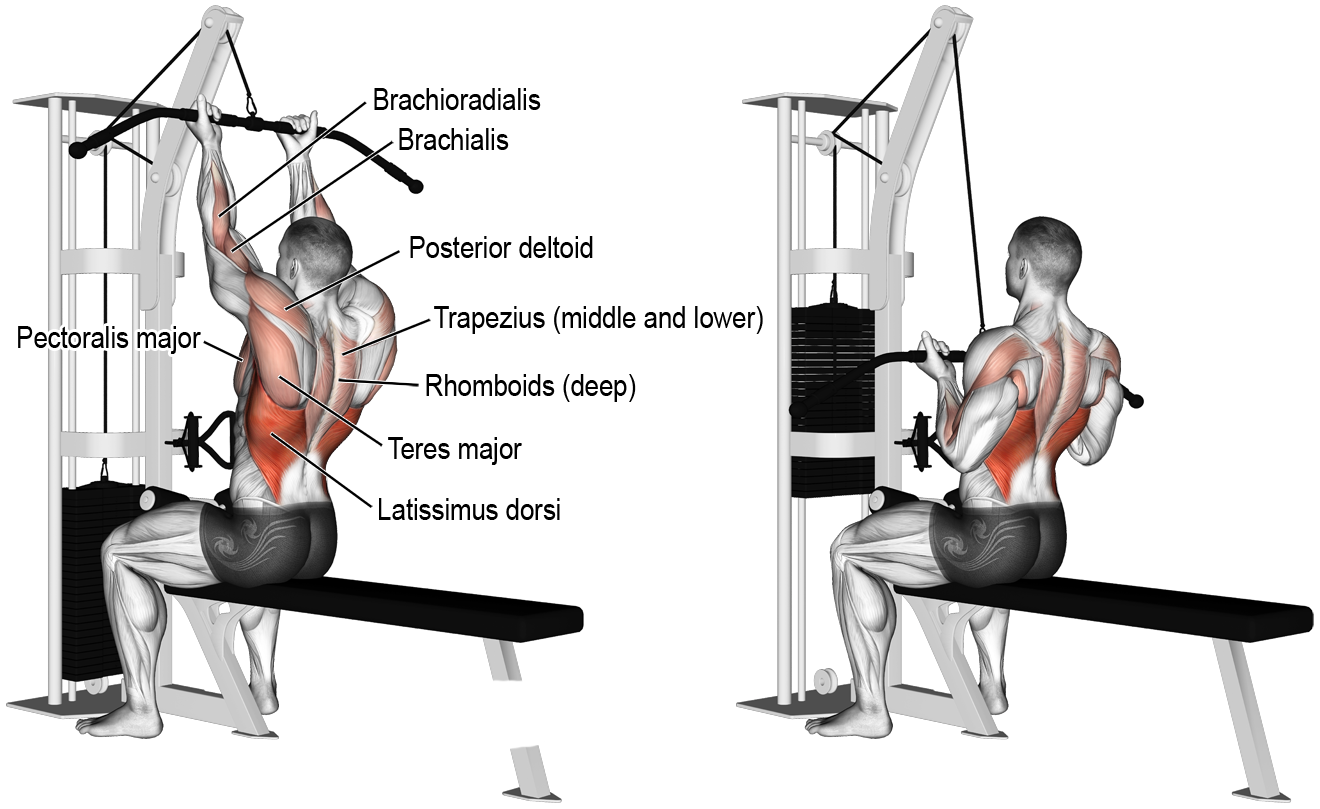 Brachioradialis
Brachialis
Posterior deltoid
Trapezius (middle and lower)
Pectoralis major
Rhomboids (deep)
Teres major
Latissimus dorsi